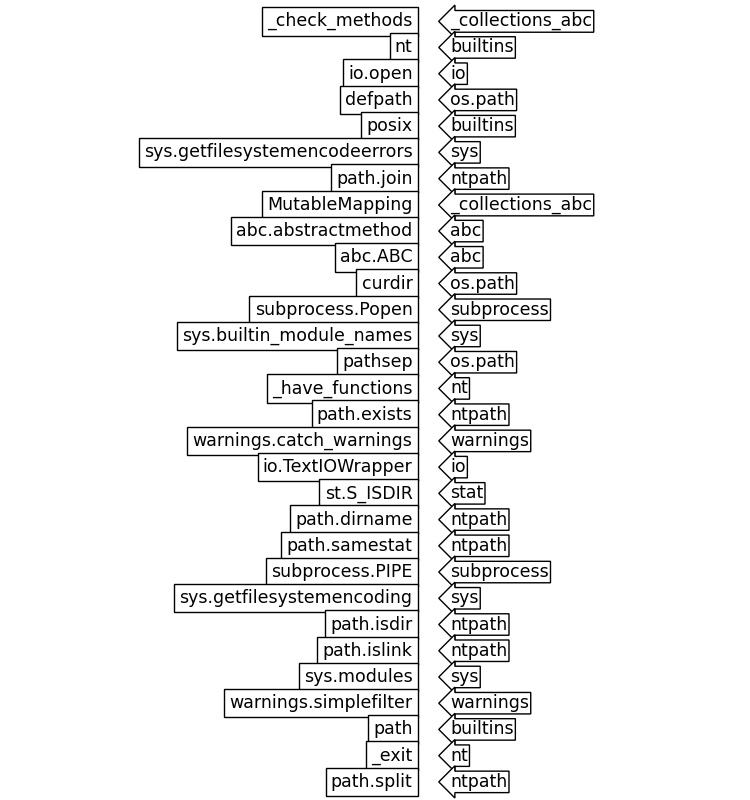 _check_methods _collections_abc
nt builtins
io.open io
defpath os.path
posix builtins
sys.getfilesystemencodeerrors sys
path.join ntpath
MutableMapping _collections_abc
abc.abstractmethod abc
abc.ABC abc
curdir os.path
subprocess.Popen subprocess
sys.builtin_module_names sys
pathsep os.path
_have_functions nt
path.exists ntpath
warnings.catch_warnings warnings
io.TextIOWrapper io
st.S_ISDIR stat
path.dirname ntpath
path.samestat ntpath
subprocess.PIPE subprocess
sys.getfilesystemencoding sys
path.isdir ntpath
path.islink ntpath
sys.modules sys
warnings.simplefilter warnings
path builtins
_exit nt
path.split ntpath